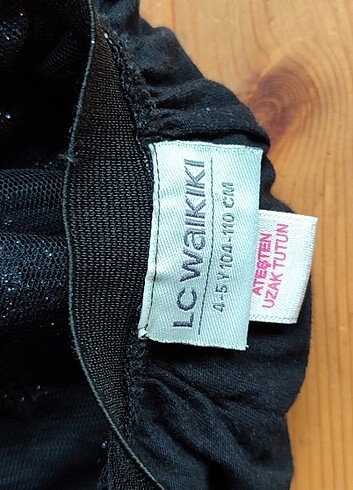 LC WAIKIKI
4-5 Y 104-110 CM
ATEŞTEN
UZAK TUTUN